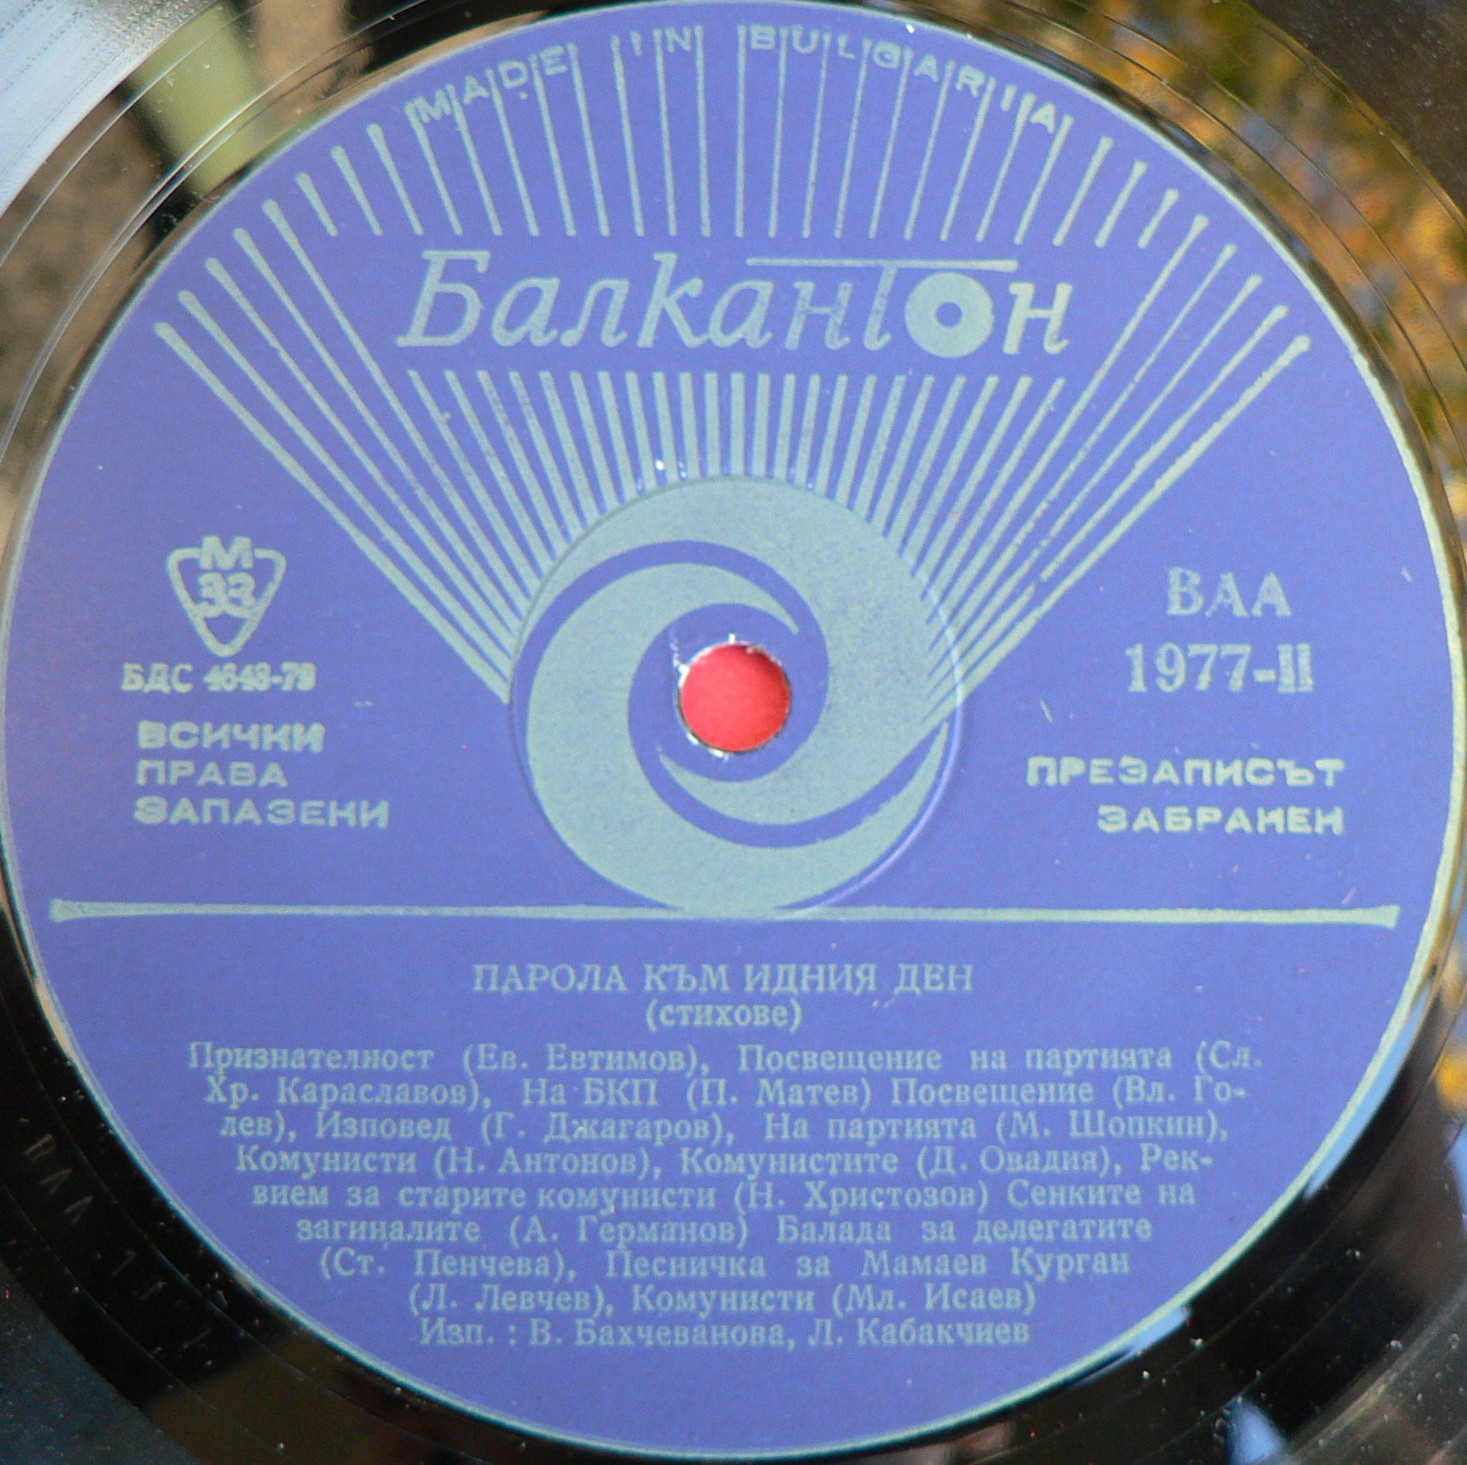 MADE IN BULGARIA
Балкантон
М
33
БДС 4648-78
ВСИЧКИ
ПРАВА
ЗАПАЗЕНИ
ВАА
1977-II
ПРЕЗАПИСЪТ
ЗАБРАНЕН
ПАРОЛА КЪМ ИДНИЯ ДЕН
(стихове)
Признателност (Ев. Евтимов), Посвещение на партията (Сл.
Хр. Караславов), На БКП (П. Матев) Посвещение (Вл. Го-
лев), Изповед (Г. Джагаров), На партията (М. Шопкин),
Комунисти (Н. Антонов), Комунистите (Д. Овадия), Рек-
вием за старите комунисти (Н. Христозов) Сенките на
загиналите (А. Германов) Балада за делегатите
(Ст. Пенчева), Песничка за Мамаев Курган
(Л. Левчев), Комунисти (Мл. Исаев)
Изп. : В. Бахчеванова, Л. Кабакчиев